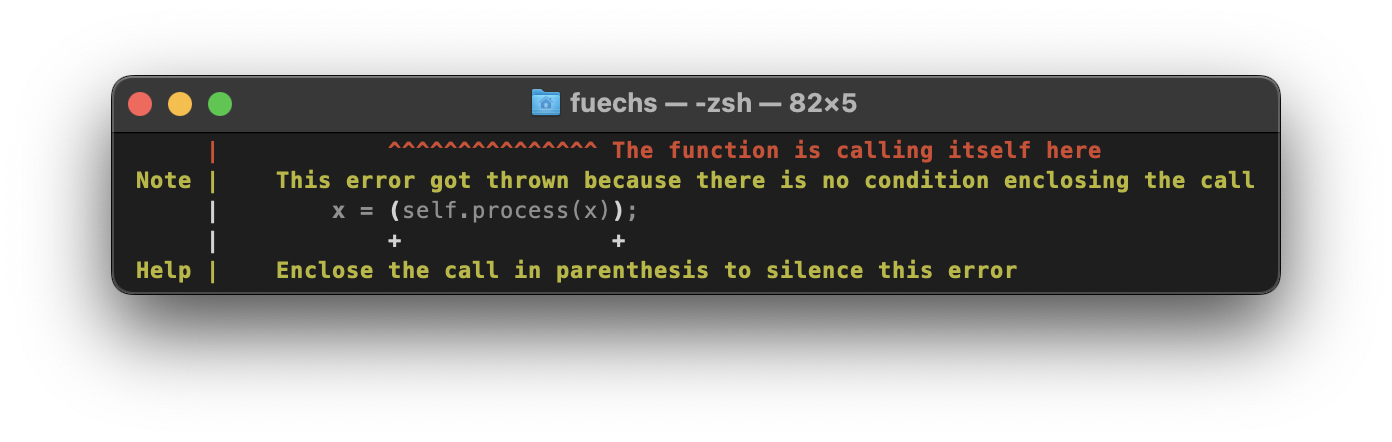 fuechs — -zsh — 82×5
| ^^^^^^^^^^^^^^^ The function is calling itself here
Note | This error got thrown because there is no condition enclosing the call
| x = (self.process(x));
| + +
Help | Enclose the call in parenthesis to silence this error